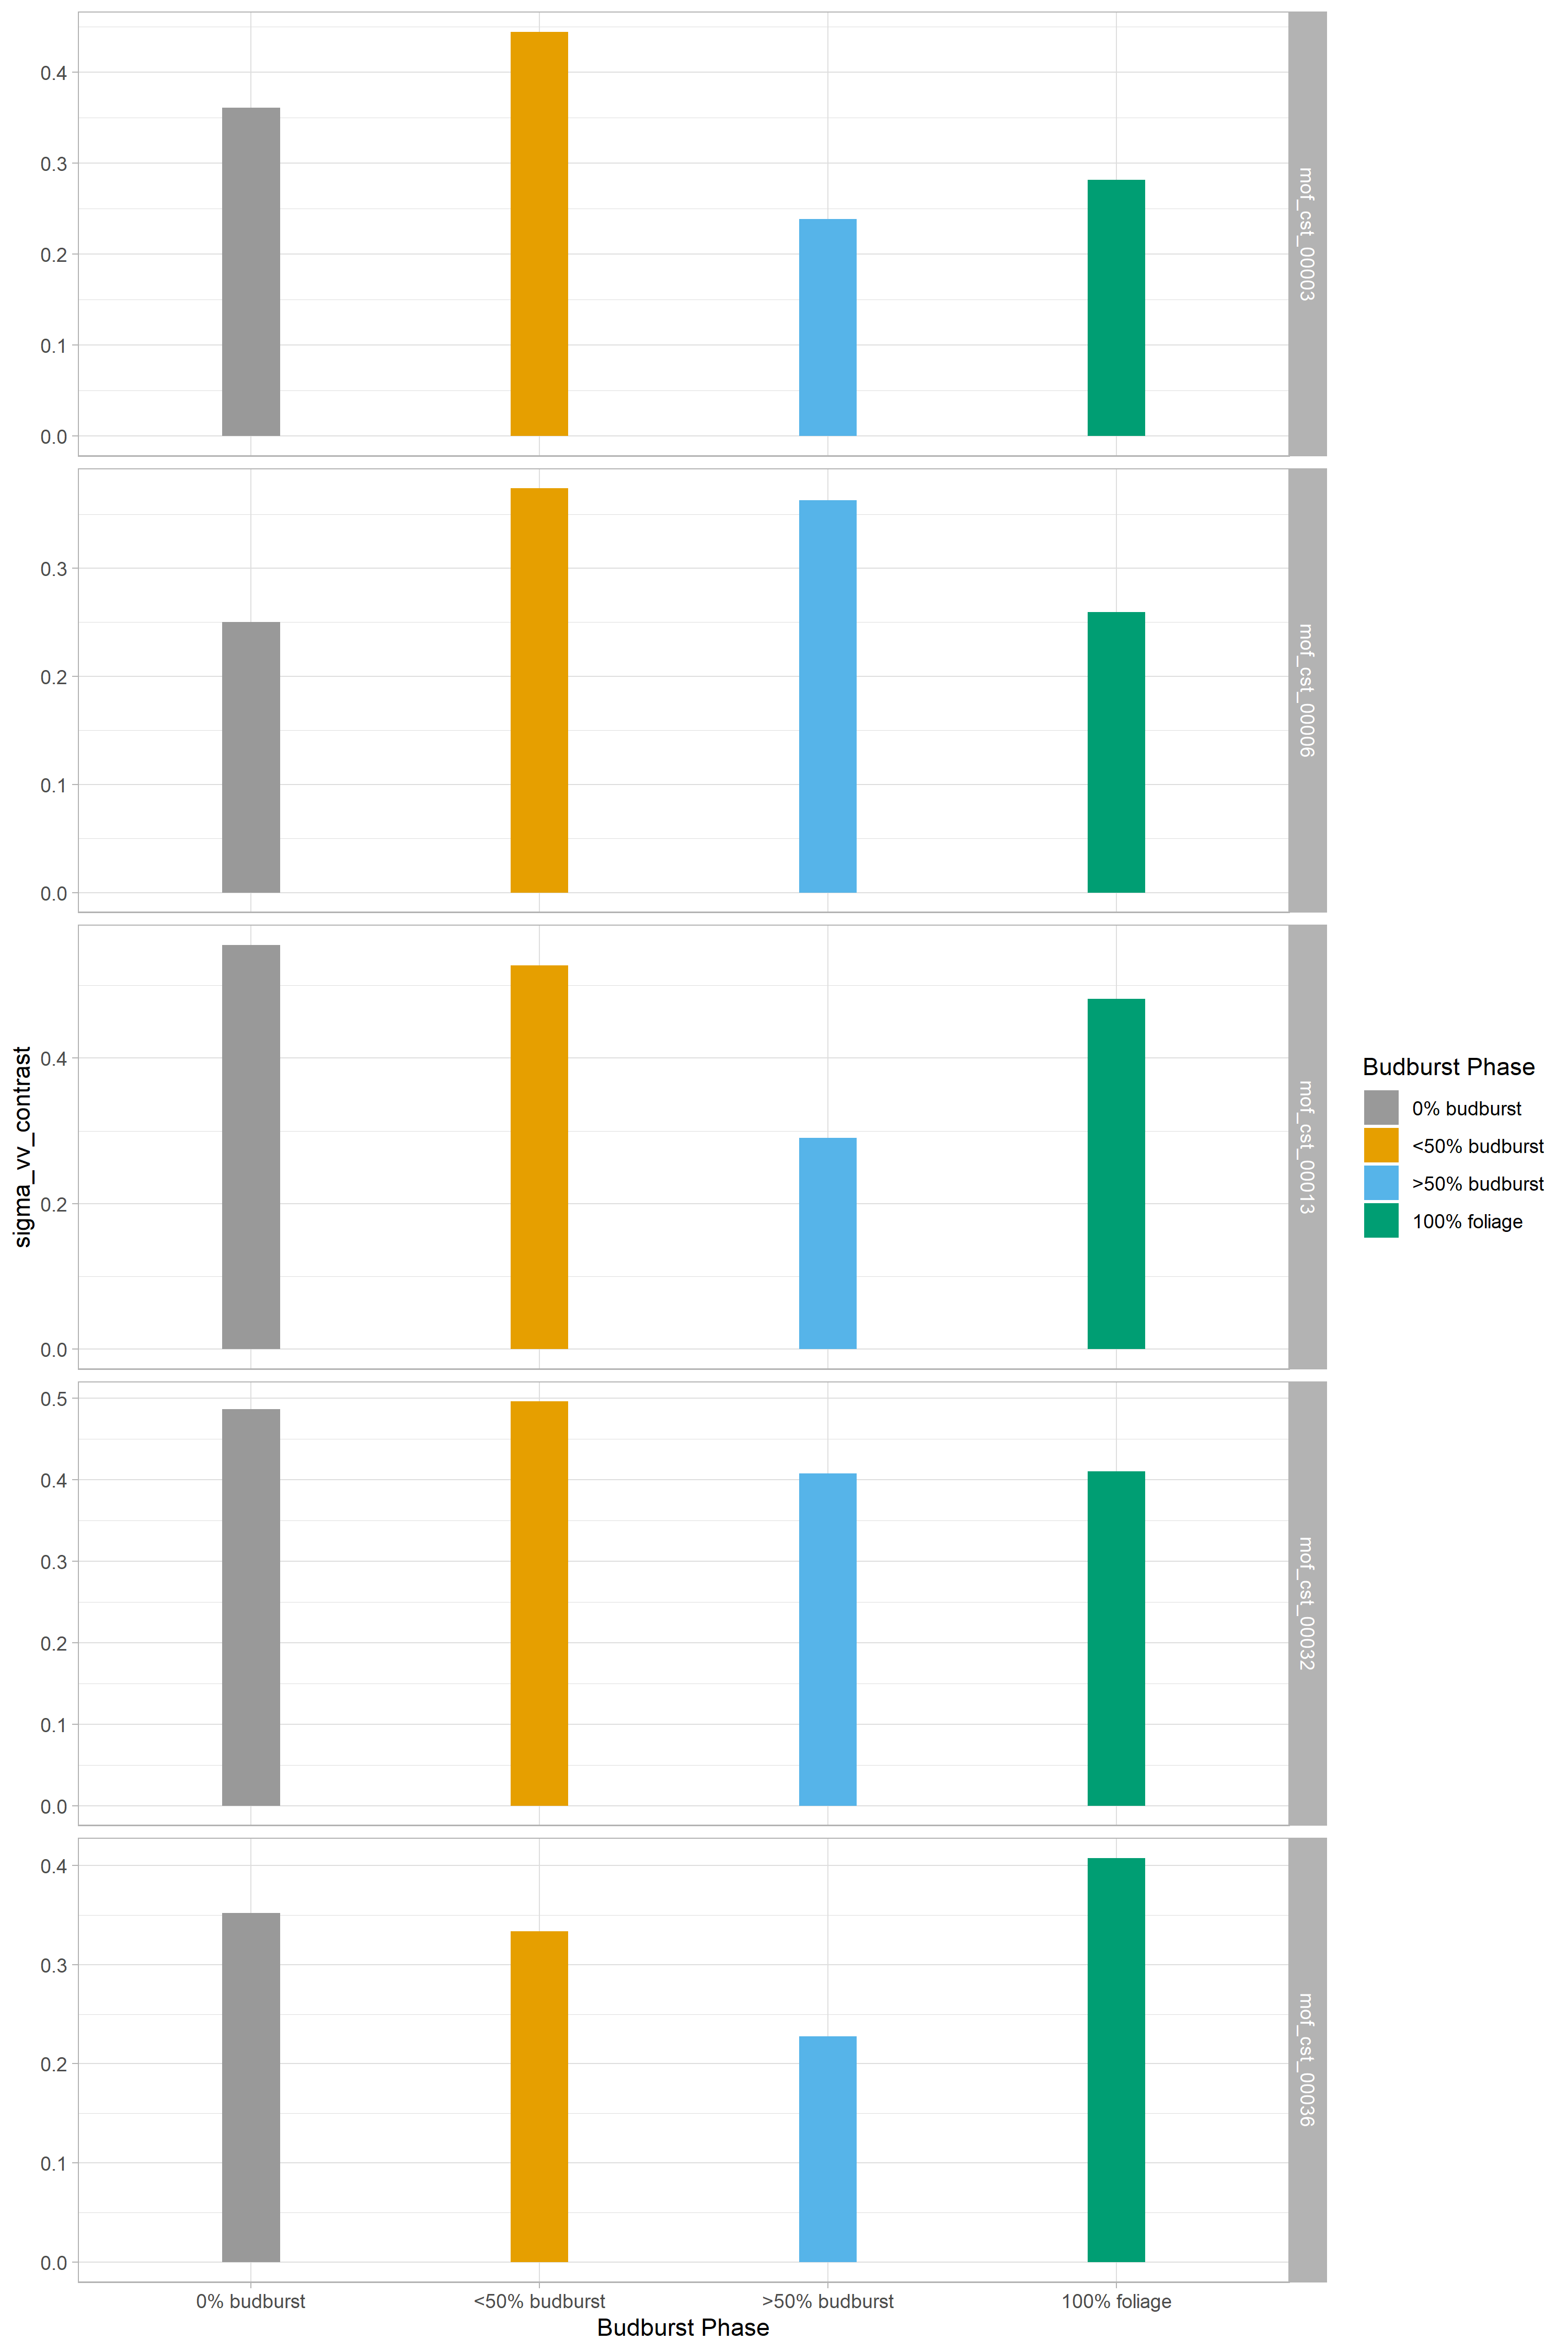 0.4
0.3
0.2
0.1
0.0
mof_cst_00003
0.3
0.2
0.1
0.0
mof_cst_00006
0.4
0.2
0.0
mof_cst_00013
0.5
0.4
0.3
0.2
0.1
0.0
mof_cst_00032
0.4
0.3
0.2
0.1
0.0
mof_cst_00036
sigma_vv_contrast
0% budburst
<50% budburst
>50% budburst
100% foliage
Budburst Phase
Budburst Phase
0% budburst
<50% budburst
>50% budburst
100% foliage